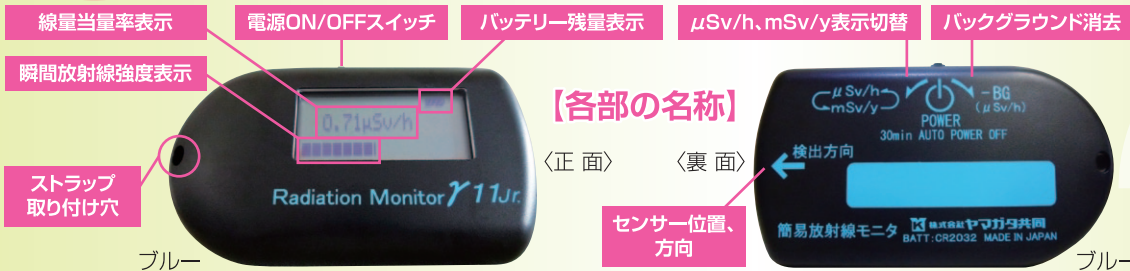 線量当量率表示
電源ON/OFFスイッチ
バッテリー残量表示
μSv/h、mSv/y表示切替
バックグラウンド消去
瞬間放射線強度表示
0.71μSv/h
Radiation Monitor γ11Jr.
ストラップ
取り付け穴
ブルー
【各部の名称】
〈正 面〉
〈裏 面〉
μSv/h
mSv/y
-BG
(μSv/h)
POWER
30min AUTO POWER OFF
検出方向
センサー位置、
方向
簡易放射線モニタ
株式会社ヤマガタ共同
BATT:CR2032 MADE IN JAPAN
ブルー